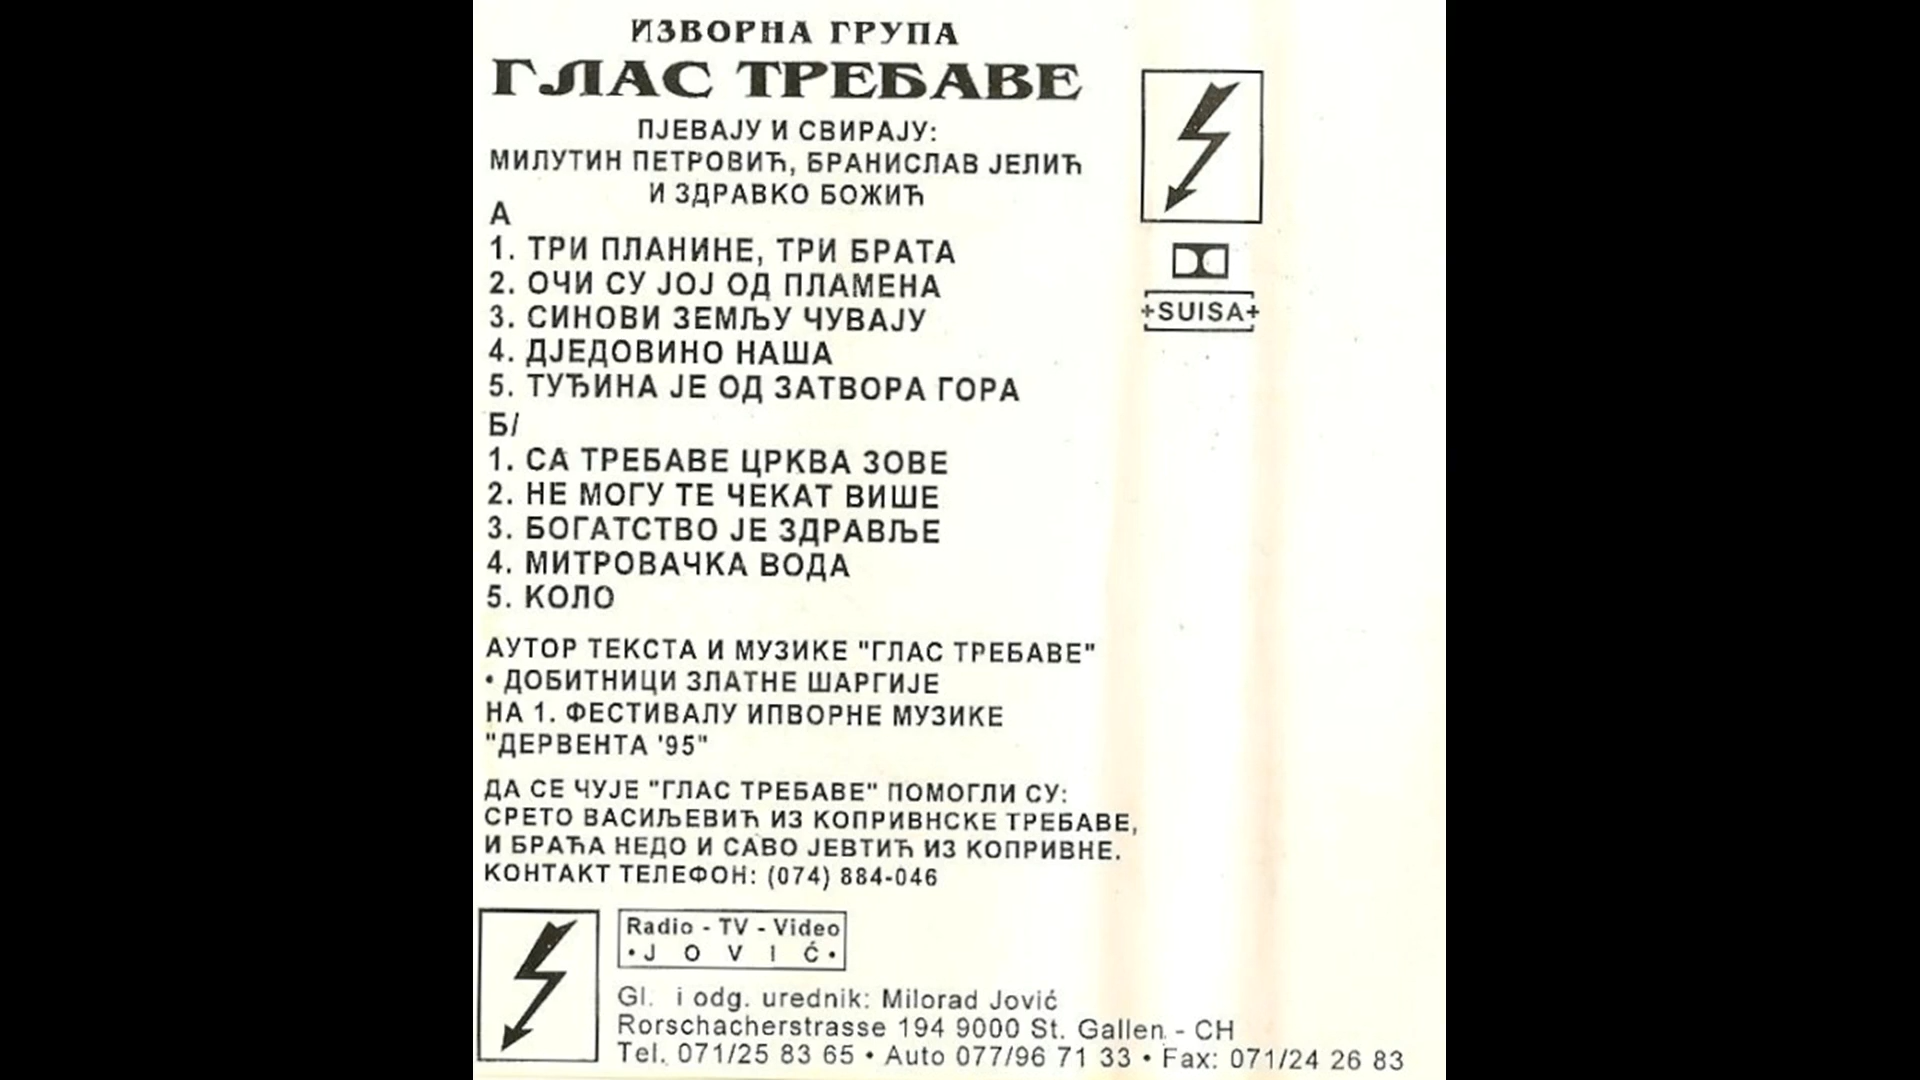 ИЗВОРНА ГРУПА
ГЛАС ТРЕБАВЕ
ПЈЕВАЈУ И СВИРАЈУ:
МИЛУТИН ПЕТРОВИЋ, БРАНИСЛАВ ЈЕЛИЋ
И ЗДРАВКО БОЖИЋ
А
1. ТРИ ПЛАНИНЕ, ТРИ БРАТА
2. ОЧИ СУ ЈОЈ ОД ПЛАМЕНА
3. СИНОВИ ЗЕМЉУ ЧУВАЈУ
4. ДЈЕДОВИНО НАША
5. ТУЂИНА ЈЕ ОД ЗАТВОРА ГОРА
Б/
1. СА ТРЕБАВЕ ЦРКВА ЗОВЕ
2. НЕ МОГУ ТЕ ЧЕКАТ ВИШЕ
3. БОГАТСТВО ЈЕ ЗДРАВЉЕ
4. МИТРОВАЧКА ВОДА
5. КОЛО
АУТОР ТЕКСТА И МУЗИКЕ "ГЛАС ТРЕБАВЕ"
• ДОБИТНИЦИ ЗЛАТНЕ ШАРГИЈЕ
НА 1. ФЕСТИВАЛУ ИПВОРНЕ МУЗИКЕ
"ДЕРВЕНТА '95"
ДА СЕ ЧУЈЕ "ГЛАС ТРЕБАВЕ" ПОМОГЛИ СУ:
СРЕТО ВАСИЉЕВИЋ ИЗ КОПРИВНСКЕ ТРЕБАВЕ,
И БРАЋА НЕДО И САВО ЈЕВТИЋ ИЗ КОПРИВНЕ.
КОНТАКТ ТЕЛЕФОН: (074) 884-046
+SUISA+
Radio - TV - Video
• J O V I Ć •
Gl. i odg. urednik: Milorad Jović
Rorschacherstrasse 194 9000 St. Gallen - CH
Tel. 071/25 83 65 • Auto 077/96 71 33 • Fax: 071/24 26 83